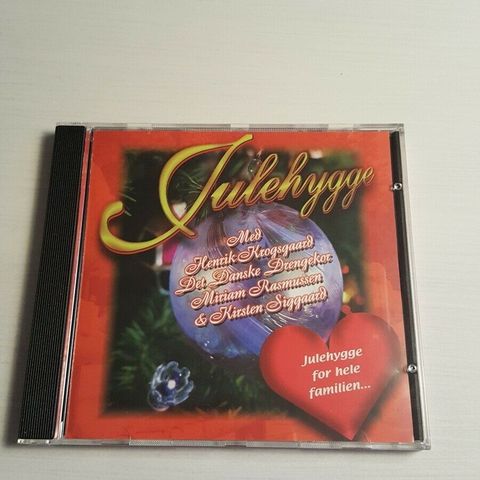 Julehygge
Med
Henrik Krogsgaard
Det Danske Drengekor
Miriam Rasmussen
& Kirsten Siggaard
Julehygge
for hele
familien...